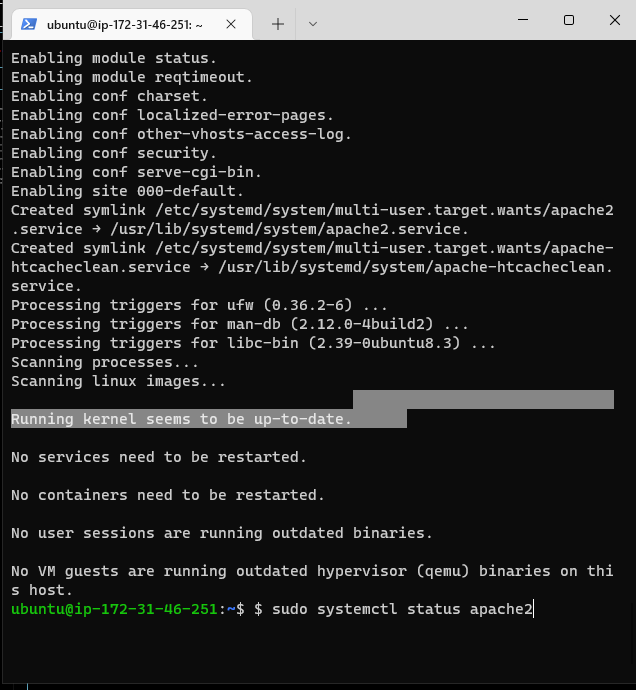 ubuntu@ip-172-31-46-251: ~
Enabling module status.
Enabling module reqtimeout.
Enabling conf charset.
Enabling conf localized-error-pages.
Enabling conf other-vhosts-access-log.
Enabling conf security.
Enabling conf serve-cgi-bin.
Enabling site 000-default.
Created symlink /etc/systemd/system/multi-user.target.wants/apache2
.service → /usr/lib/systemd/system/apache2.service.
Created symlink /etc/systemd/system/multi-user.target.wants/apache-
htcacheclean.service → /usr/lib/systemd/system/apache-htcacheclean.
service.
Processing triggers for ufw (0.36.2-6) ...
Processing triggers for man-db (2.12.0-4build2) ...
Processing triggers for libc-bin (2.39-0ubuntu8.3) ...
Scanning processes...
Scanning linux images...
Running kernel seems to be up-to-date.
No services need to be restarted.
No containers need to be restarted.
No user sessions are running outdated binaries.
No VM guests are running outdated hypervisor (qemu) binaries on thi
s host.
ubuntu@ip-172-31-46-251:~$ $ sudo systemctl status apache2